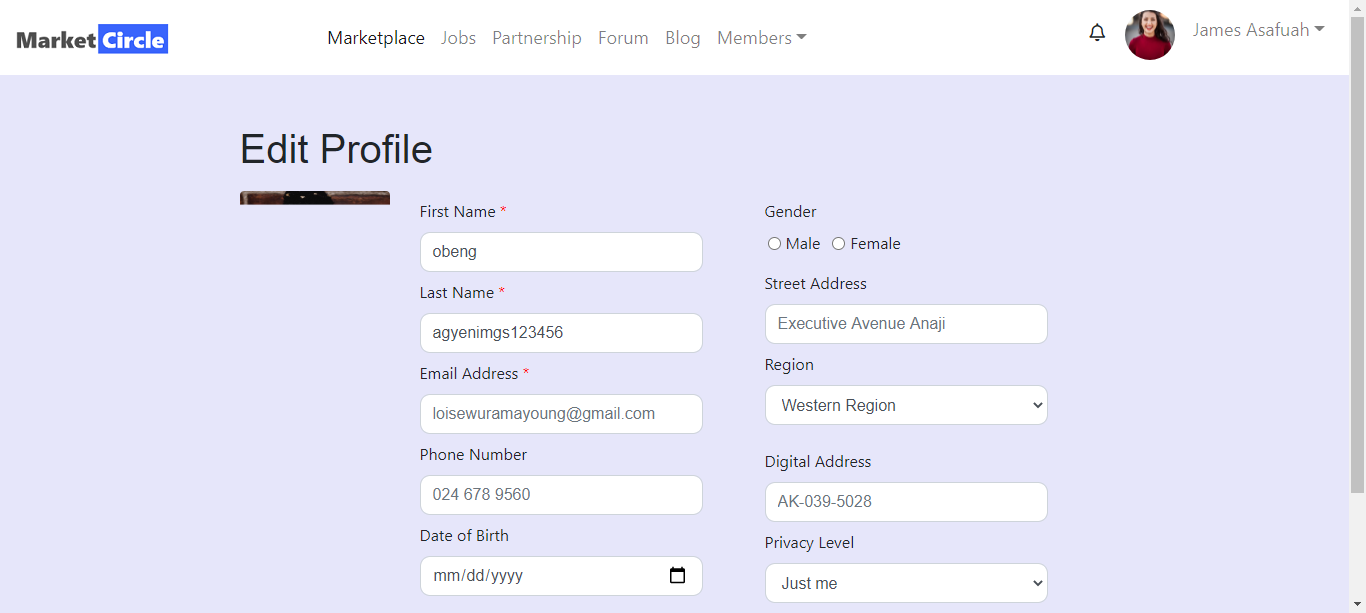 Market Circle
Marketplace Jobs Partnership Forum Blog Members
James Asafuah
Edit Profile
First Name *
obeng
Last Name *
agyenimgs123456
Email Address *
loisewuramayoung@gmail.com
Phone Number
024 678 9560
Date of Birth
mm/dd/yyyy
Gender
Male Female
Street Address
Executive Avenue Anaji
Region
Western Region
Digital Address
AK-039-5028
Privacy Level
Just me